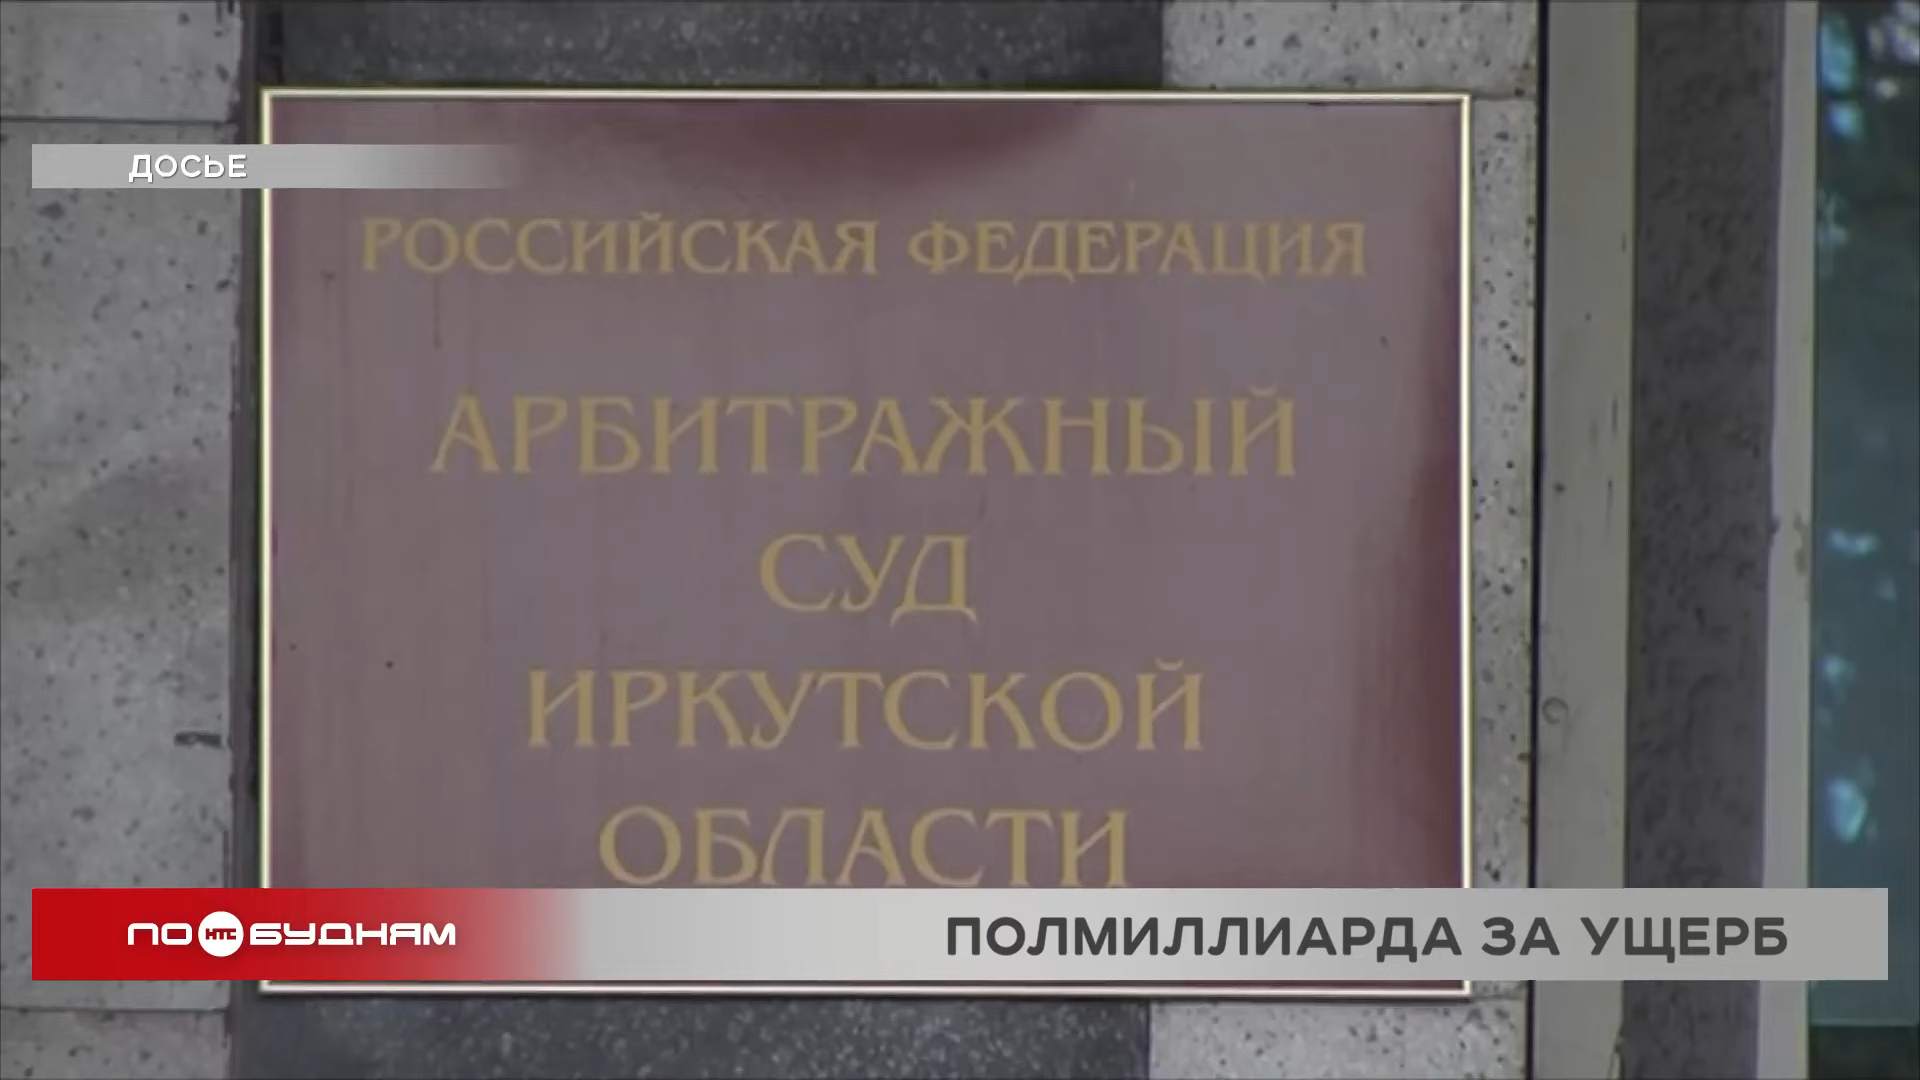 ДОСЬЕ
РОССИЙСКАЯ ФЕДЕРАЦИЯ
АРБИТРАЖНЫЙ
СУД
ИРКУТСКОЙ
ОБЛАСТИ
ПО НТС БУДНЯМ
ПОЛМИЛЛИАРДА ЗА УЩЕРБ